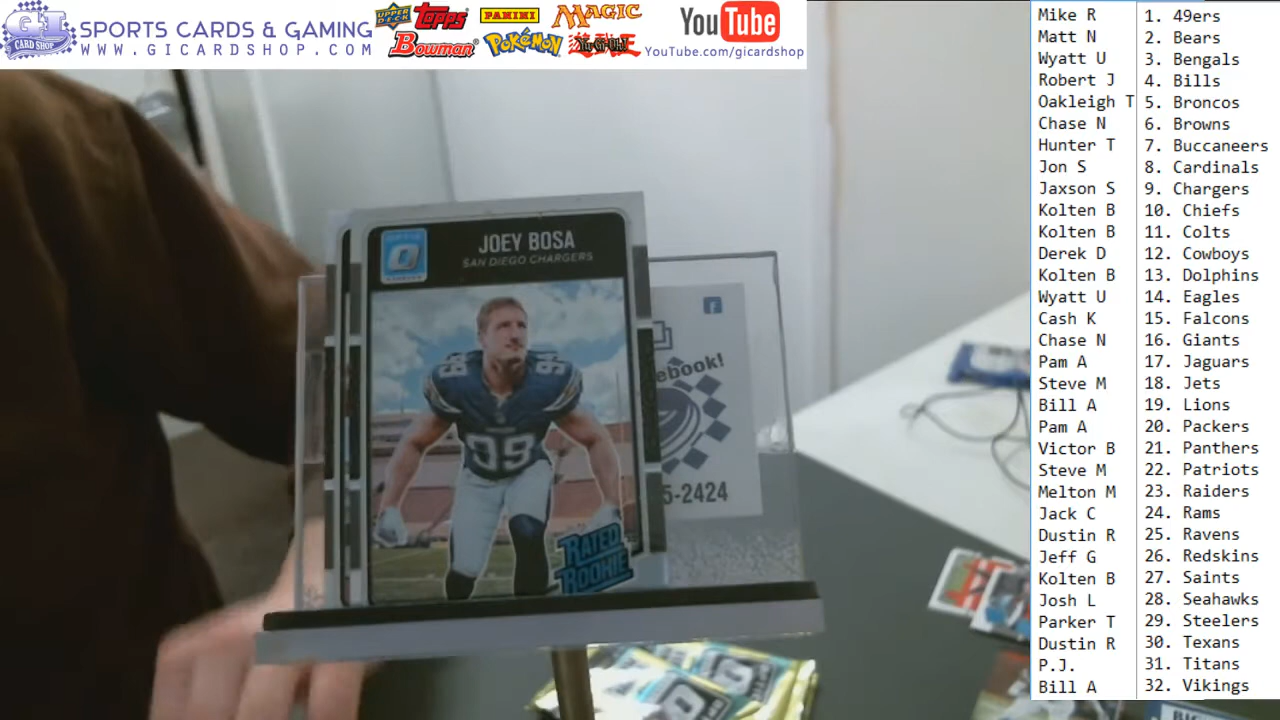 GI
CARD SHOP
SPORTS CARDS & GAMING
WWW.GICARDSHOP.COM
UPPER DECK
Topps
PANINI
MAGIC
Bowman
POKéMON
Yu-Gi-Oh!
YouTube
YouTube.com/gicardshop
JOEY BOSA
SAN DIEGO CHARGERS
99
99
99
RATED
ROOKIE
f
ebook!
5-2424
Mike R 1. 49ers
Matt N 2. Bears
Wyatt U 3. Bengals
Robert J 4. Bills
Oakleigh T 5. Broncos
Chase N 6. Browns
Hunter T 7. Buccaneers
Jon S 8. Cardinals
Jaxson S 9. Chargers
Kolten B 10. Chiefs
Kolten B 11. Colts
Derek D 12. Cowboys
Kolten B 13. Dolphins
Wyatt U 14. Eagles
Cash K 15. Falcons
Chase N 16. Giants
Pam A 17. Jaguars
Steve M 18. Jets
Bill A 19. Lions
Pam A 20. Packers
Victor B 21. Panthers
Steve M 22. Patriots
Melton M 23. Raiders
Jack C 24. Rams
Dustin R 25. Ravens
Jeff G 26. Redskins
Kolten B 27. Saints
Josh L 28. Seahawks
Parker T 29. Steelers
Dustin R 30. Texans
P.J. 31. Titans
Bill A 32. Vikings